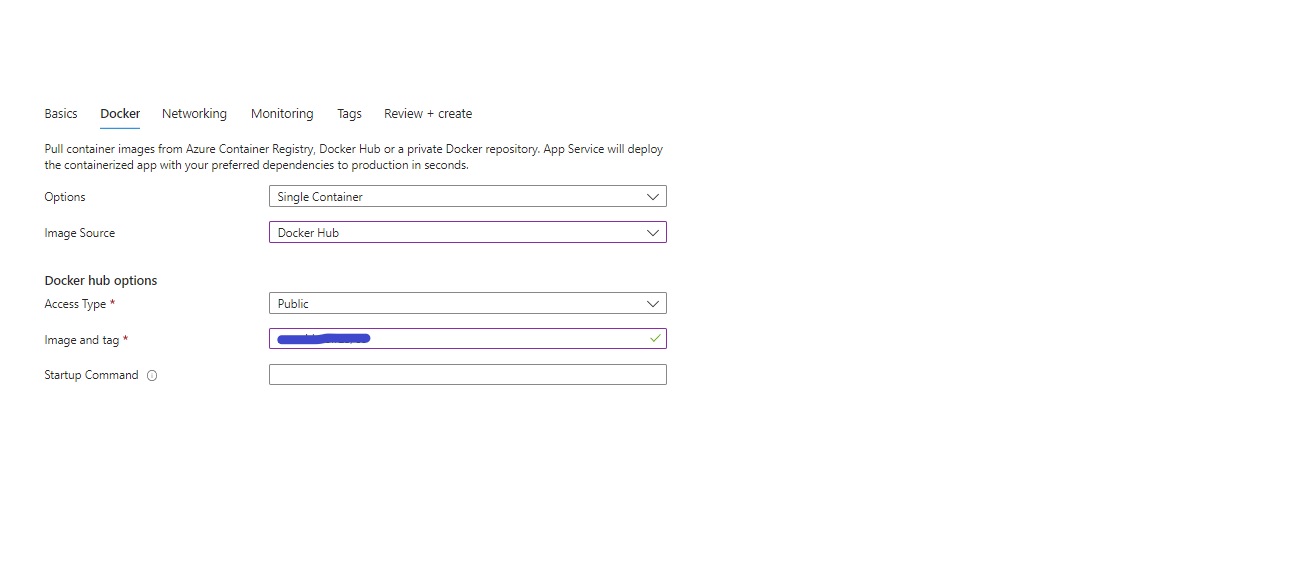 Basics Docker Networking Monitoring Tags Review + create
Pull container images from Azure Container Registry, Docker Hub or a private Docker repository. App Service will deploy
the containerized app with your preferred dependencies to production in seconds.
Options Single Container
Image Source Docker Hub
Docker hub options
Access Type * Public
Image and tag *
Startup Command